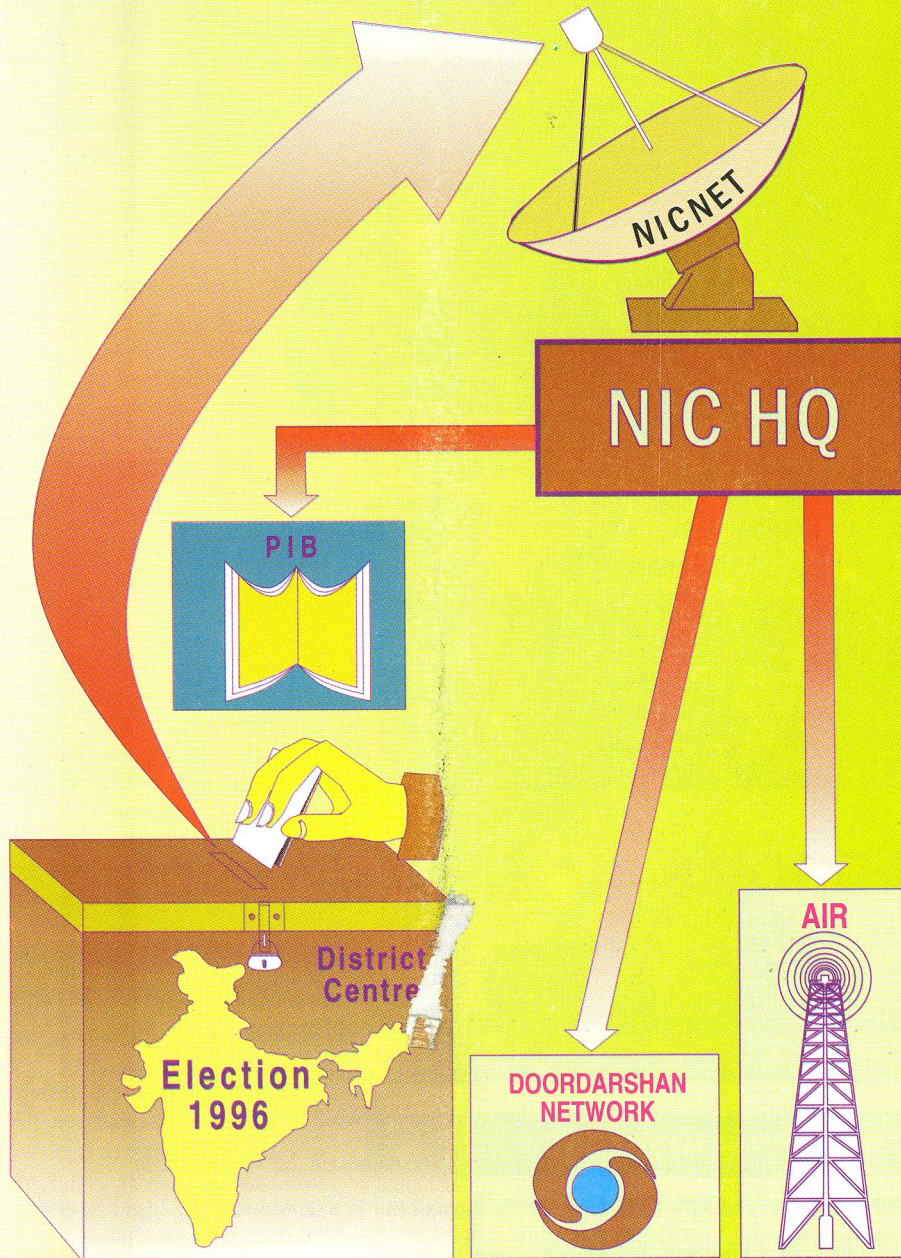 NICNET
NIC HQ
PIB
District
Centre
Election
1996
AIR
DOORDARSHAN
NETWORK